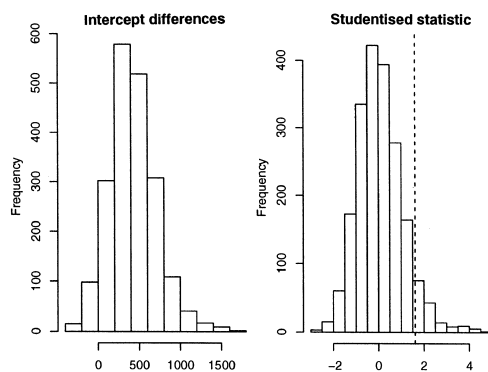 Intercept differences
Frequency
0 100 200 300 400 500 600
0 500 1000 1500
Studentised statistic
Frequency
0 100 200 300 400
−2 0 2 4